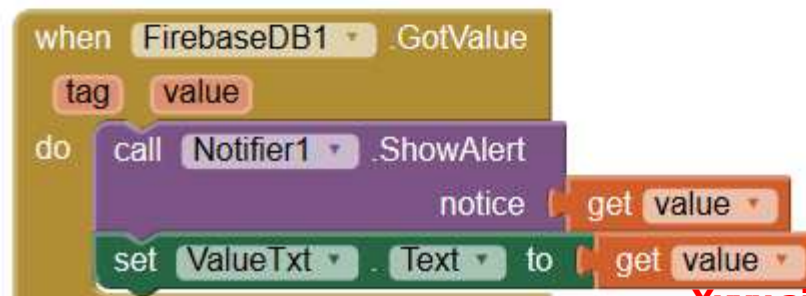 when FirebaseDB1 .GotValue
tag value
do call Notifier1 .ShowAlert
notice get value
set ValueTxt . Text to get value